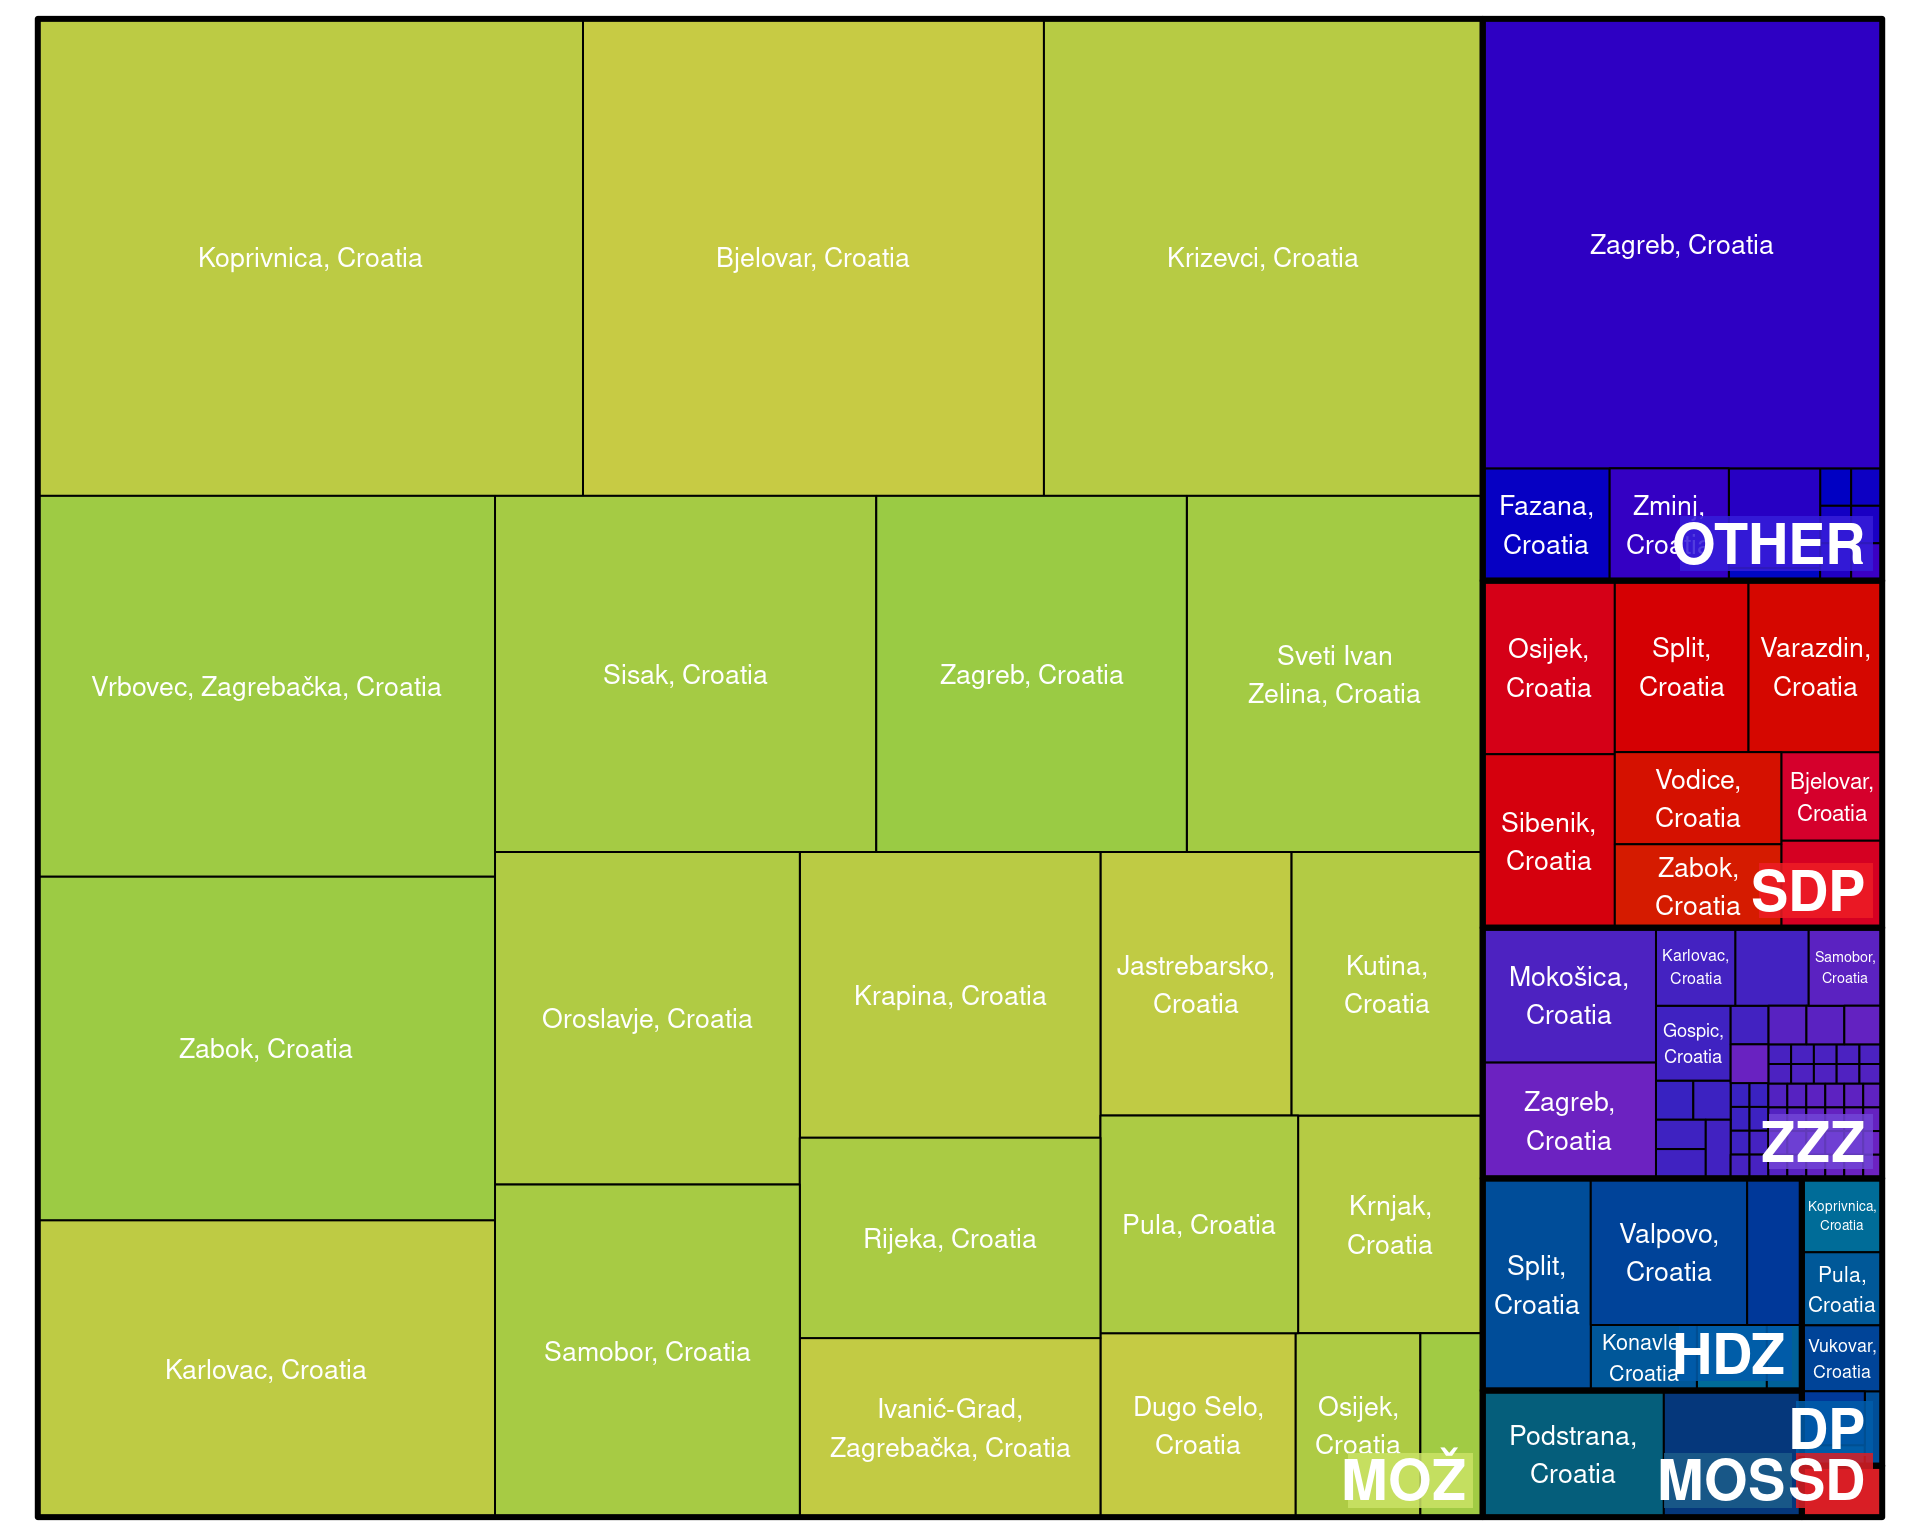 Koprivnica, Croatia
Bjelovar, Croatia
Krizevci, Croatia
Vrbovec, Zagrebačka, Croatia
Sisak, Croatia
Zagreb, Croatia
Sveti Ivan
Zelina, Croatia
Zabok, Croatia
Karlovac, Croatia
Oroslavje, Croatia
Samobor, Croatia
Krapina, Croatia
Rijeka, Croatia
Ivanić-Grad,
Zagrebačka, Croatia
Jastrebarsko,
Croatia
Kutina,
Croatia
Pula, Croatia
Krnjak,
Croatia
Dugo Selo,
Croatia
Osijek,
Croatia
MOŽ
Zagreb, Croatia
Fazana,
Croatia
Zminj,
Croatia
OTHER
Osijek,
Croatia
Split,
Croatia
Varazdin,
Croatia
Sibenik,
Croatia
Vodice,
Croatia
Bjelovar,
Croatia
Zabok,
Croatia
SDP
Mokošica,
Croatia
Zagreb,
Croatia
Karlovac,
Croatia
Samobor,
Croatia
Gospic,
Croatia
ZZZ
Split,
Croatia
Valpovo,
Croatia
Konavle
Croatia
HDZ
Koprivnica,
Croatia
Pula,
Croatia
Vukovar,
Croatia
DP
Podstrana,
Croatia
MOS
SD